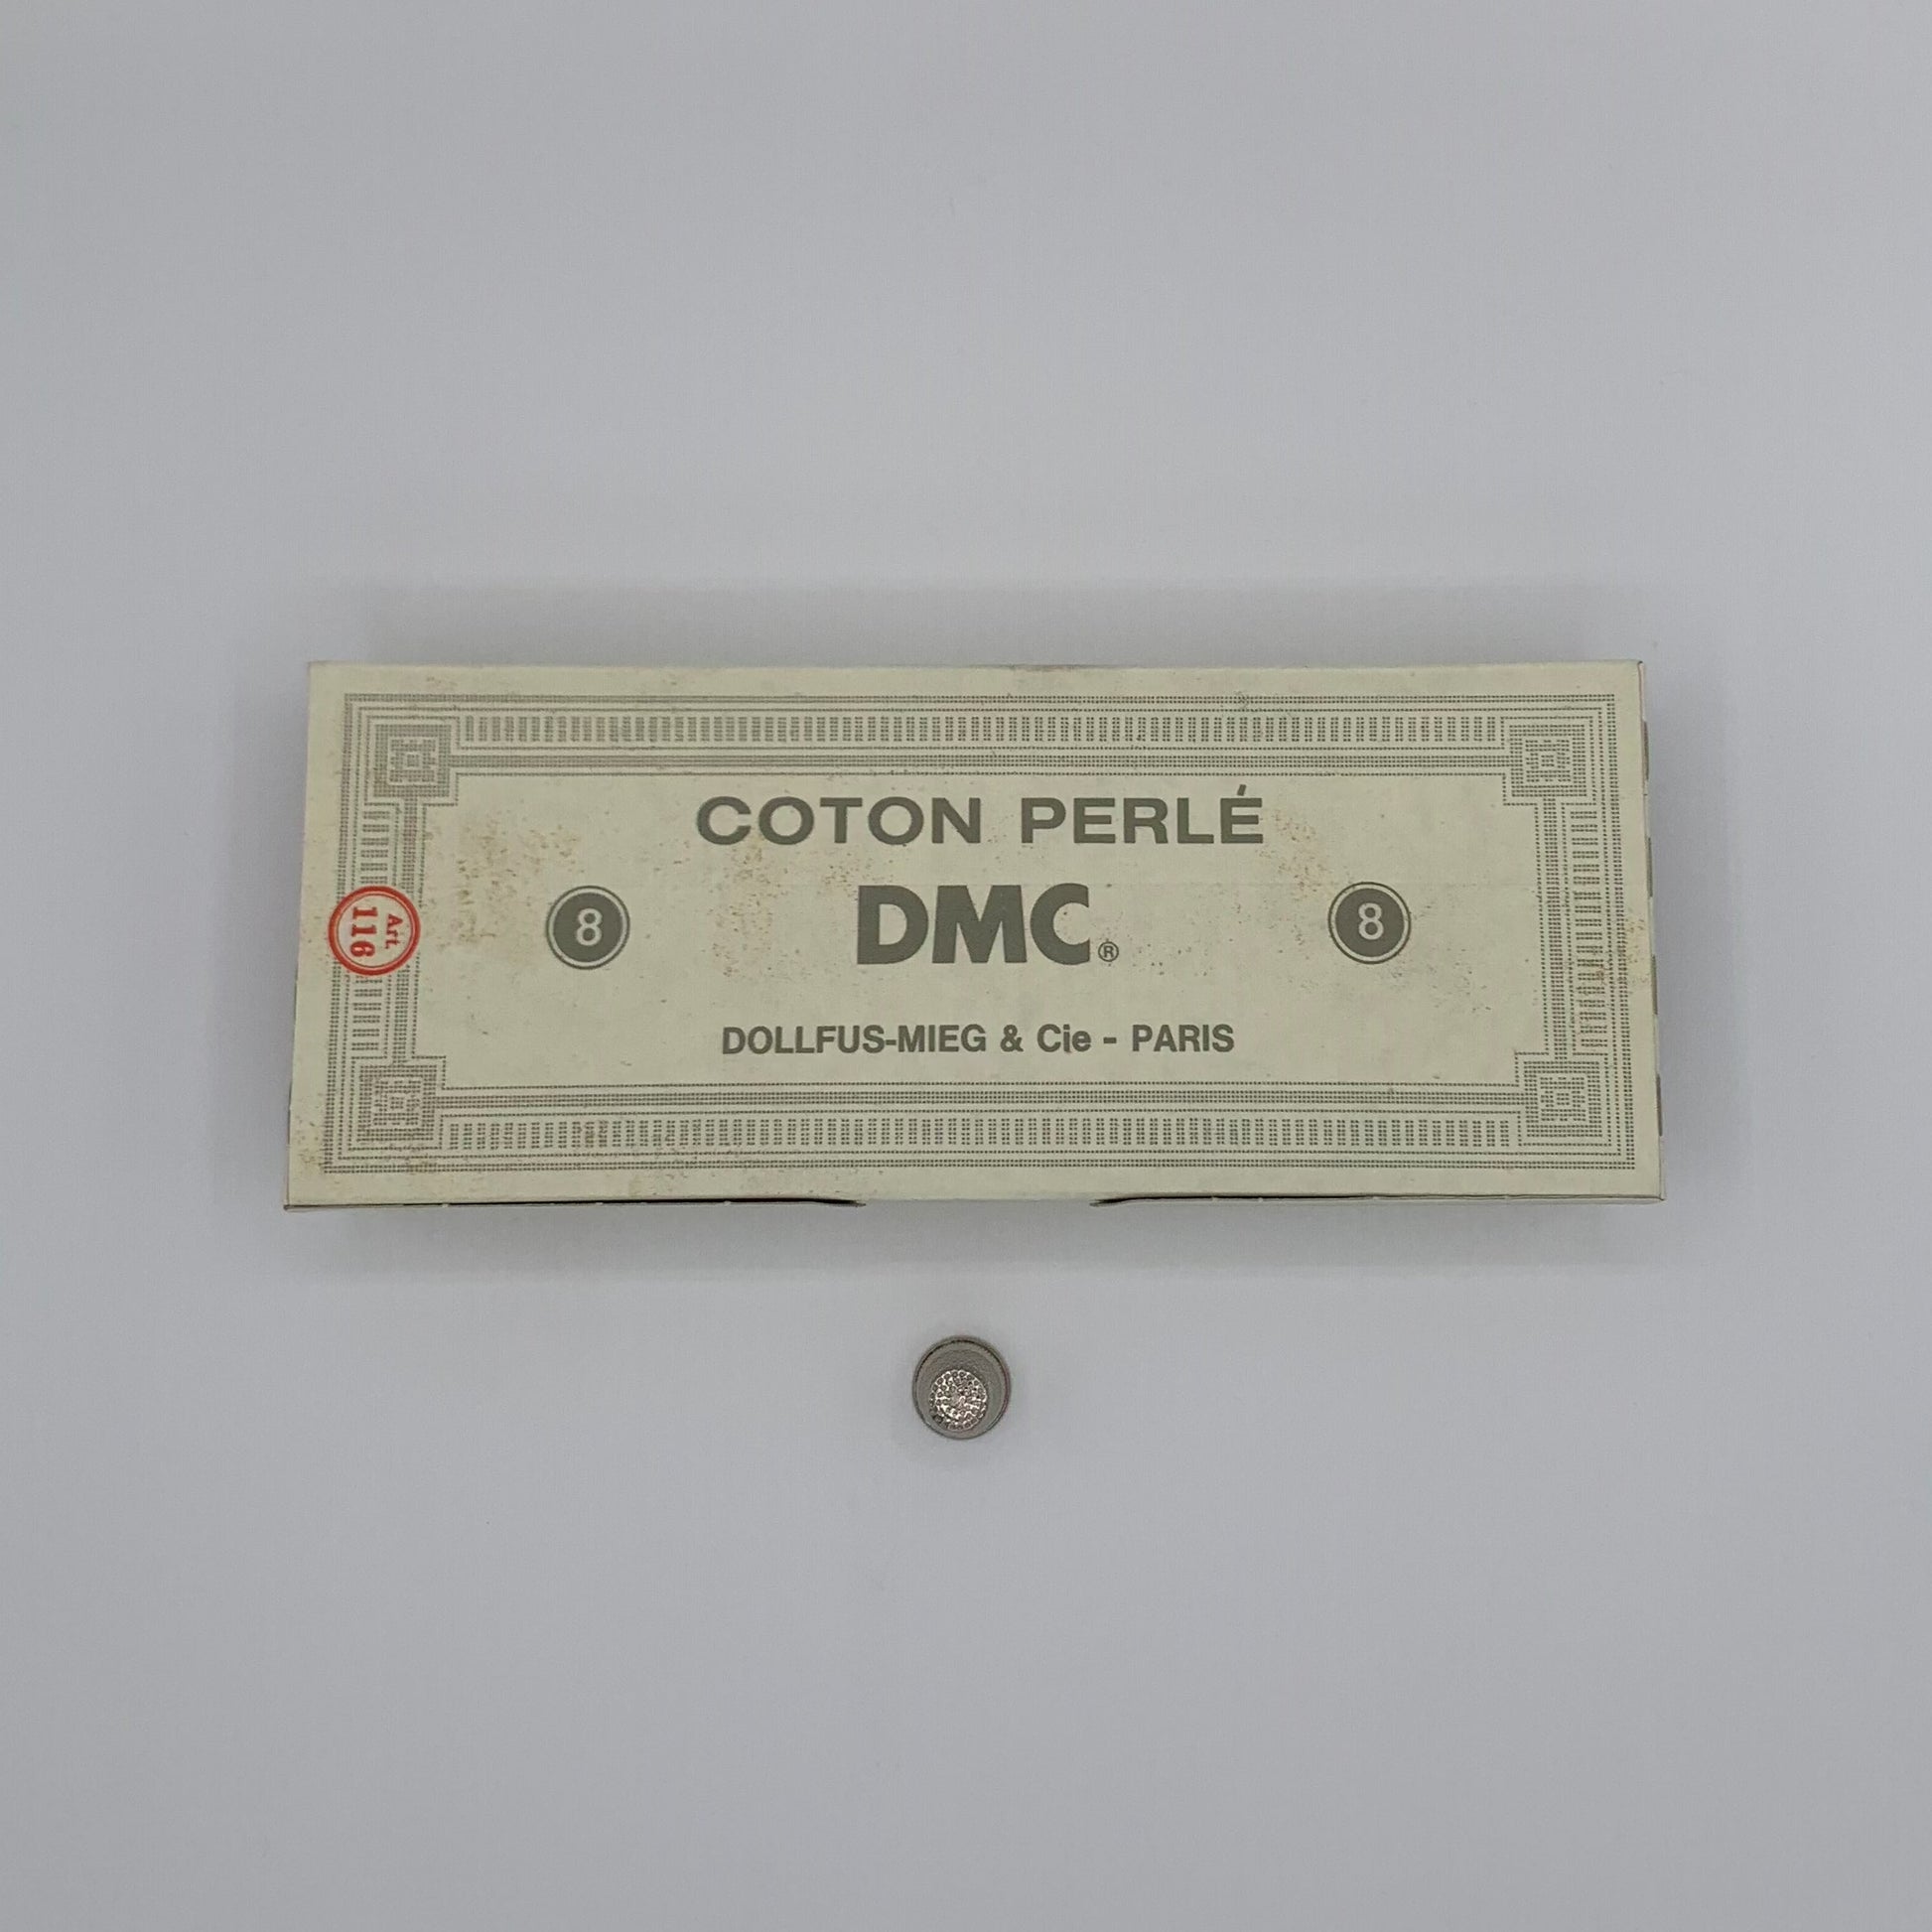 COTON PERLÉ
Art.
116
8
DMC®
8
DOLLFUS-MIEG & Cie - PARIS